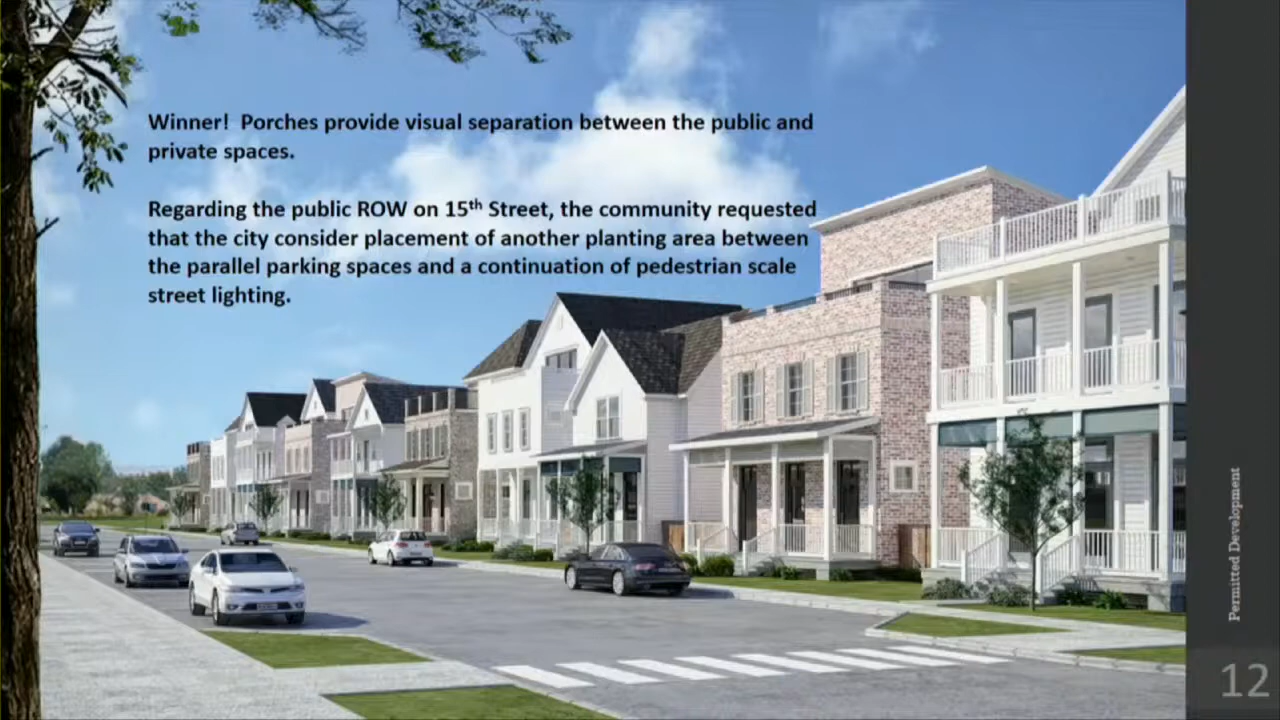 Winner!  Porches provide visual separation between the public and
private spaces.
Regarding the public ROW on 15th Street, the community requested
that the city consider placement of another planting area between
the parallel parking spaces and a continuation of pedestrian scale
street lighting.
Permitted Development
12